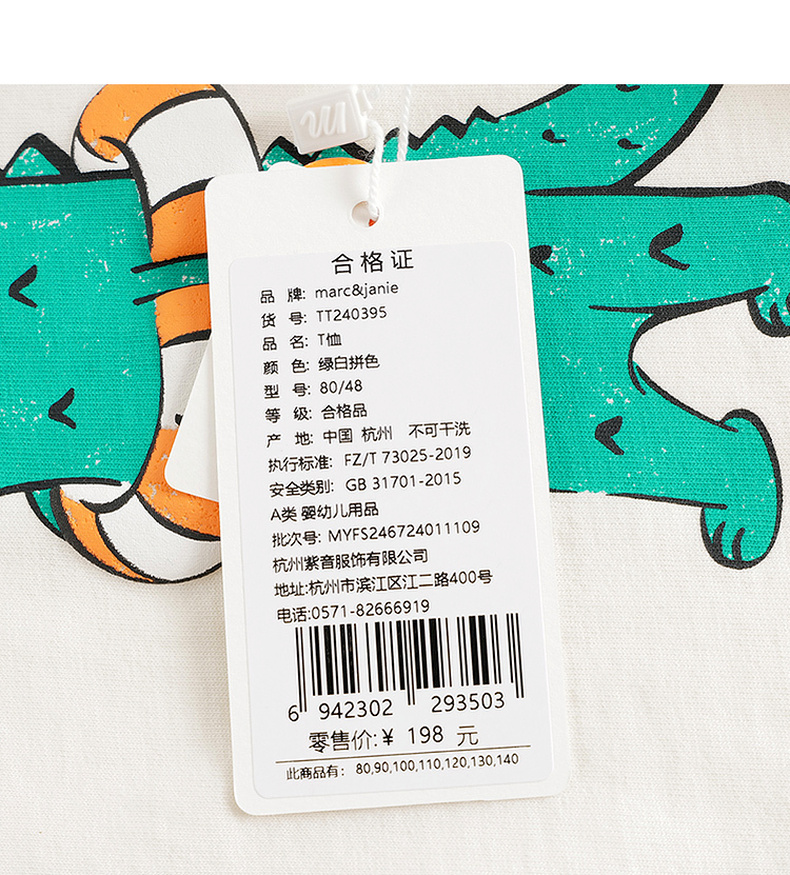 合格证
品 牌: marc&janie
货 号: TT240395
品 名: T恤
颜 色: 绿白拼色
型 号: 80/48
等 级: 合格品
产 地: 中国 杭州 不可干洗
执行标准: FZ/T 73025-2019
安全类别: GB 31701-2015
A类 婴幼儿用品
批次号: MYFS246724011109
杭州紫音服饰有限公司
地址:杭州市滨江区江二路400号
电话:0571-82666919
6 942302 293503
零售价:¥ 198 元
此商品有: 80,90,100,110,120,130,140